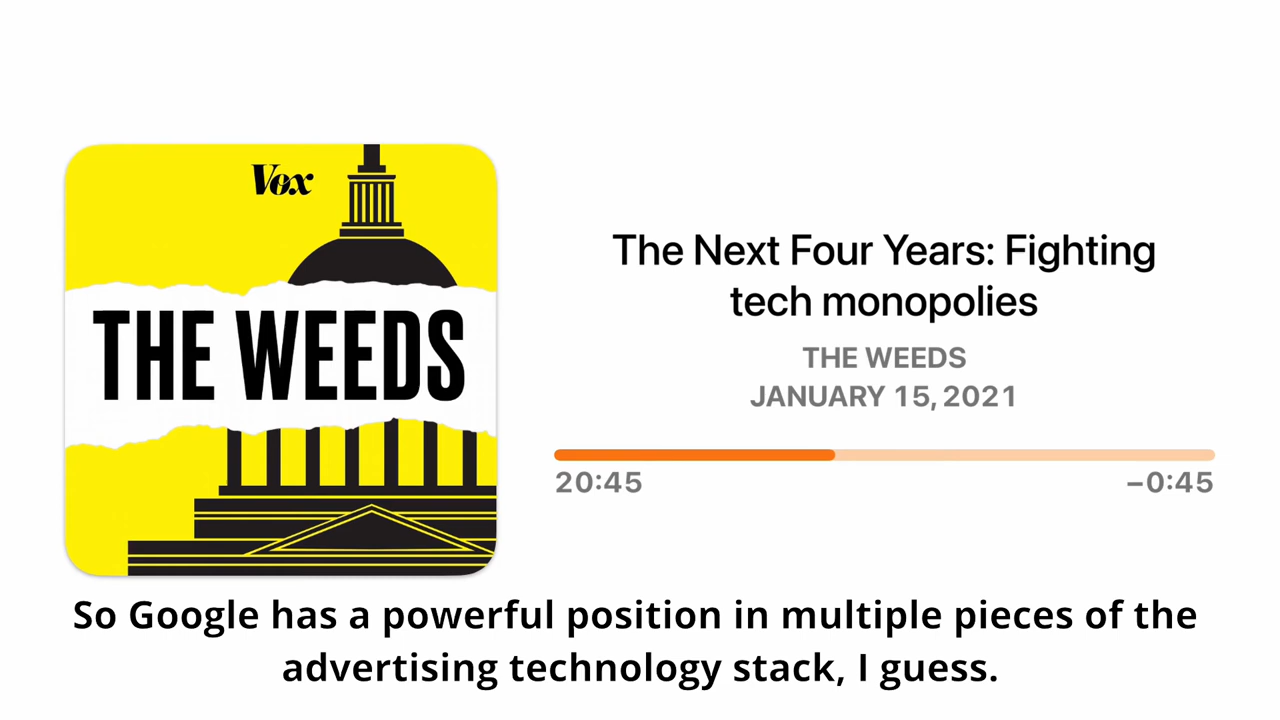 Vox
THE WEEDS
The Next Four Years: Fighting
tech monopolies
THE WEEDS
JANUARY 15, 2021
20:45
–0:45
So Google has a powerful position in multiple pieces of the
advertising technology stack, I guess.